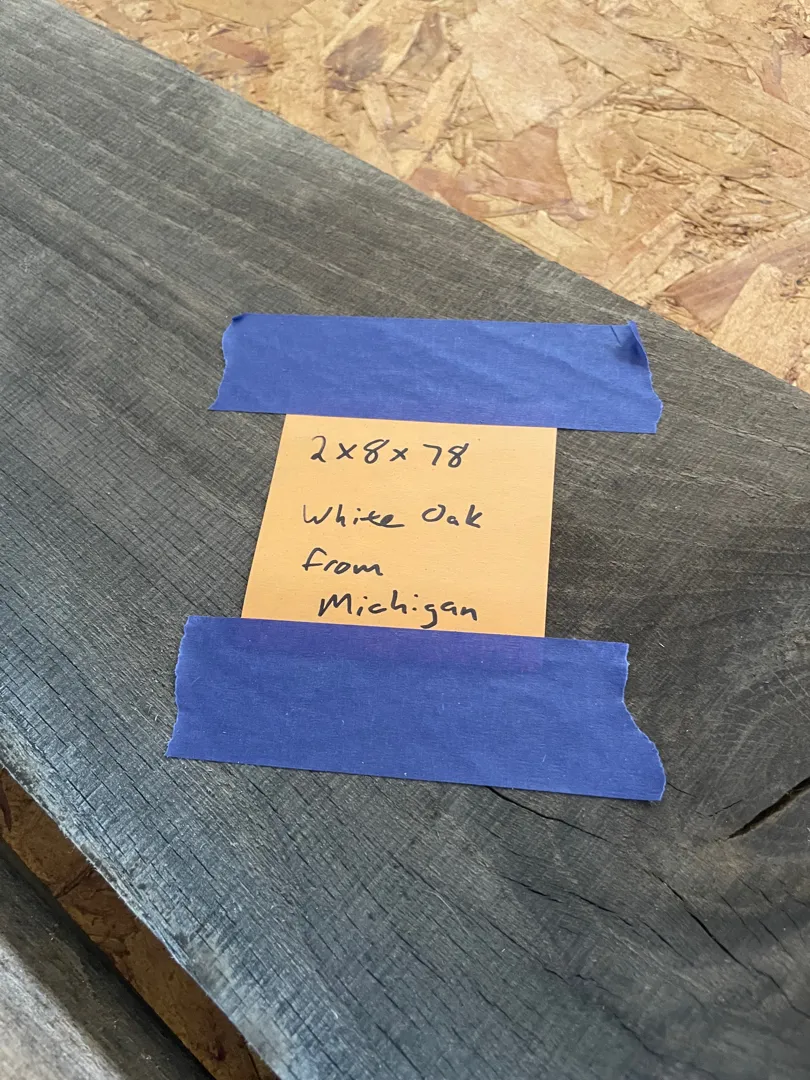 2x8x78
White Oak
from
Michigan